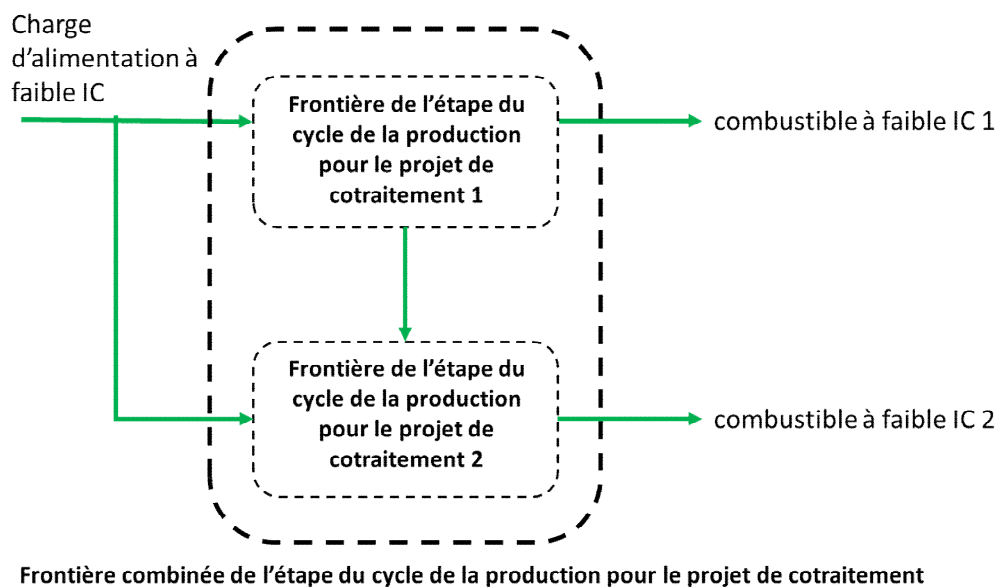 Charge
d’alimentation à
faible IC
Frontière de l’étape du
cycle de la production
pour le projet de
cotraitement 1
combustible à faible IC 1
Frontière de l’étape du
cycle de la production
pour le projet de
cotraitement 2
combustible à faible IC 2
Frontière combinée de l’étape du cycle de la production pour le projet de cotraitement